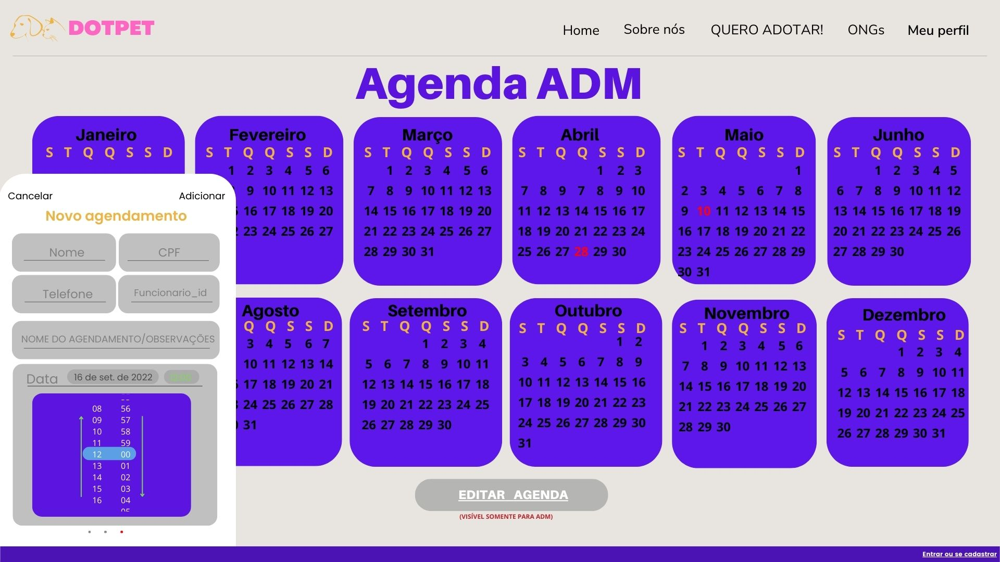 DOTPET
Home Sobre nós QUERO ADOTAR! ONGs Meu perfil
Agenda ADM
Janeiro
S T Q Q S S D
Fevereiro
S T Q Q S S D
1 2 3 4 5 6
9 10 11 12 13
16 17 18 19 20
23 24 25 26 27
Março
S T Q Q S S D
1 2 3 4 5 6
7 8 9 10 11 12 13
14 15 16 17 18 19 20
21 22 23 24 25 26 27
28 29 30 31
Abril
S T Q Q S S D
1 2 3
7 8 9 7 8 9 10
11 12 13 14 15 16 17
18 19 20 21 22 23 24
25 26 27 28 29 30
Maio
S T Q Q S S D
1
2 3 4 5 6 7 8
9 10 11 12 13 14 15
16 17 18 19 20 21 22
23 24 25 26 27 28 29
30 31
Junho
S T Q Q S S D
1 2 3 4 5
6 7 8 9 10 11 12
13 14 15 16 17 18 19
20 21 22 23 24 25 26
27 28 29 30
Cancelar Adicionar
Novo agendamento
Nome CPF
Telefone Funcionario_id
NOME DO AGENDAMENTO/OBSERVAÇÕES
Data 16 de set. de 2022
08 56
09 57
10 58
11 59
12 00
13 01
14 02
15 03
16 04
05
Agosto
Q Q S S D
3 4 5 6 7
10 11 12 13 14
17 18 19 20 21
24 25 26 27 28
31
Setembro
S T Q Q S S D
1 2 3 4
5 6 7 8 9 10 11
12 13 14 15 16 17 18
19 20 21 22 23 24 25
26 27 28 29 30
Outubro
S T Q Q S S D
1 2
3 4 5 6 7 8 9
10 11 12 13 14 15 16
17 18 19 20 21 22 23
24 25 26 27 28 29 30
31
Novembro
S T Q Q S S D
1 2 3 4 5 6
7 8 9 10 11 12 13
14 15 16 17 18 19 20
21 22 23 24 25 26 27
28 29 30
Dezembro
S T Q Q S S D
1 2 3 4
5 6 7 8 9 10 11
12 13 14 15 16 17 18
19 20 21 22 23 24 25
26 27 28 29 30 31
EDITAR AGENDA
(VISÍVEL SOMENTE PARA ADM)
Entrar ou se cadastrar